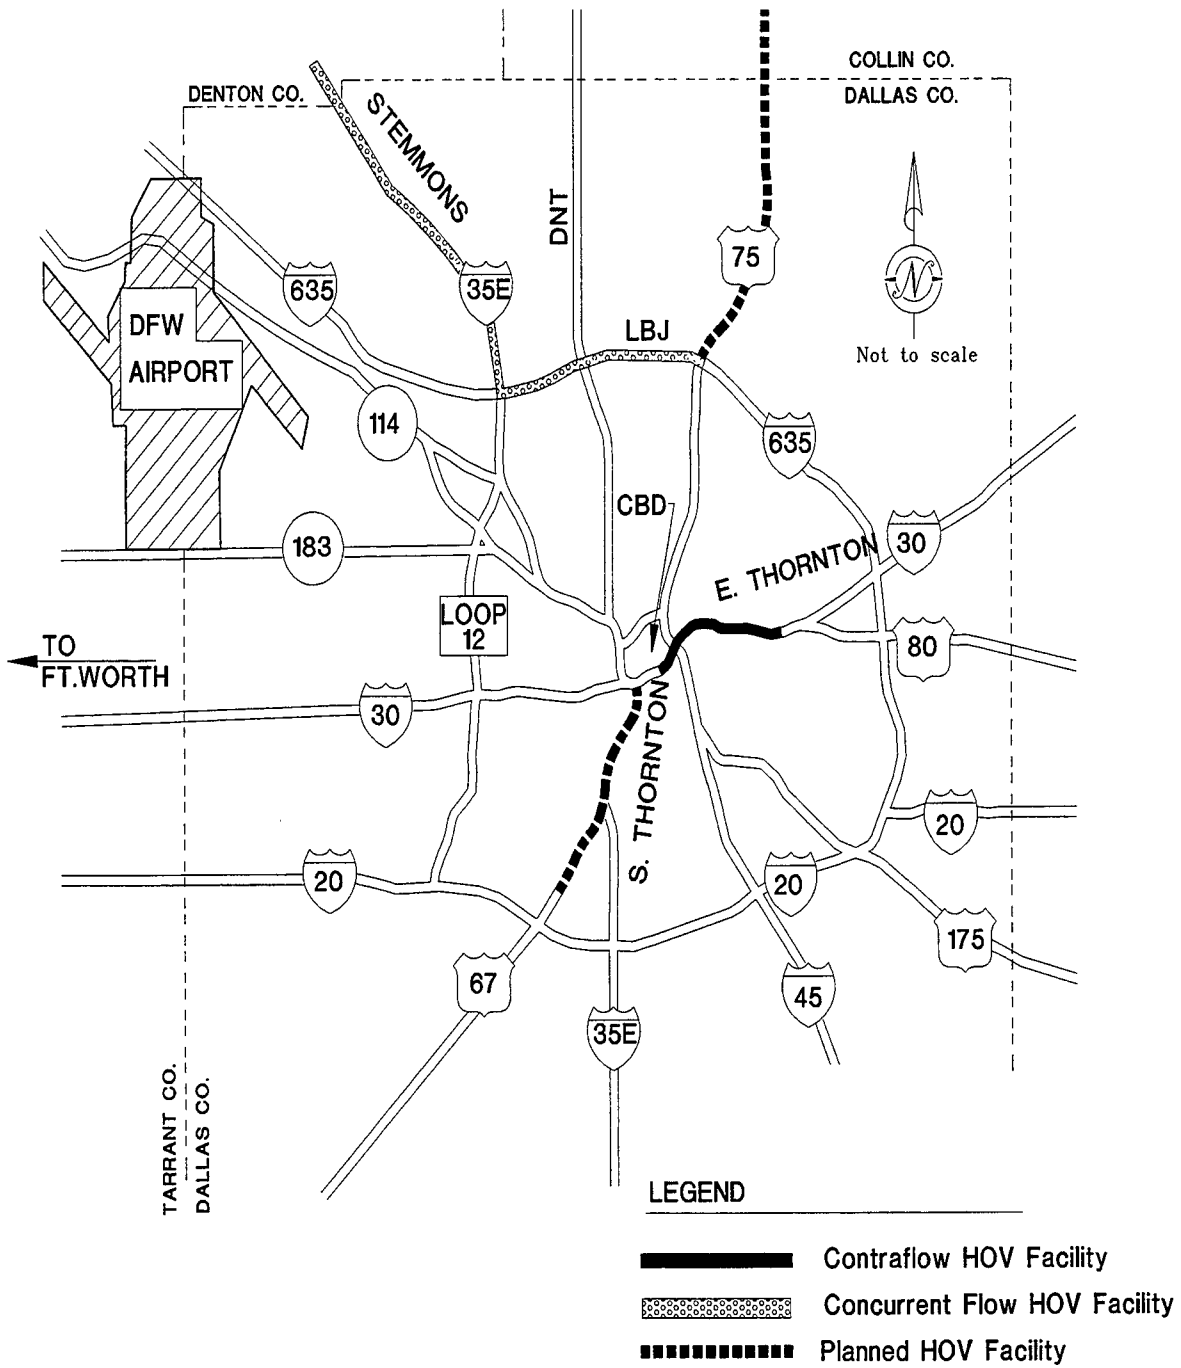 COLLIN CO.
DENTON CO.
DALLAS CO.
STEMMONS
DNT
75
635
35E
N
LBJ
DFW
AIRPORT
Not to scale
114
635
CBD
183
30
E. THORNTON
LOOP
12
80
TO
FT.WORTH
30
S. THORNTON
20
20
20
175
67
45
35E
TARRANT CO.
DALLAS CO.
LEGEND
Contraflow HOV Facility
Concurrent Flow HOV Facility
Planned HOV Facility